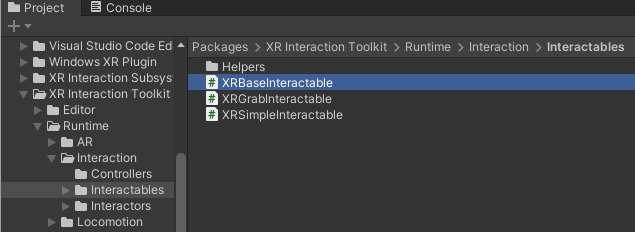 Project
Console
Visual Studio Code Ed
Windows XR Plugin
XR Interaction Subsys
XR Interaction Toolkit
Editor
Runtime
AR
Interaction
Controllers
Interactables
Interactors
Locomotion
Packages > XR Interaction Toolkit > Runtime > Interaction > Interactables
Helpers
# XRBaseInteractable
# XRGrabInteractable
# XRSimpleInteractable